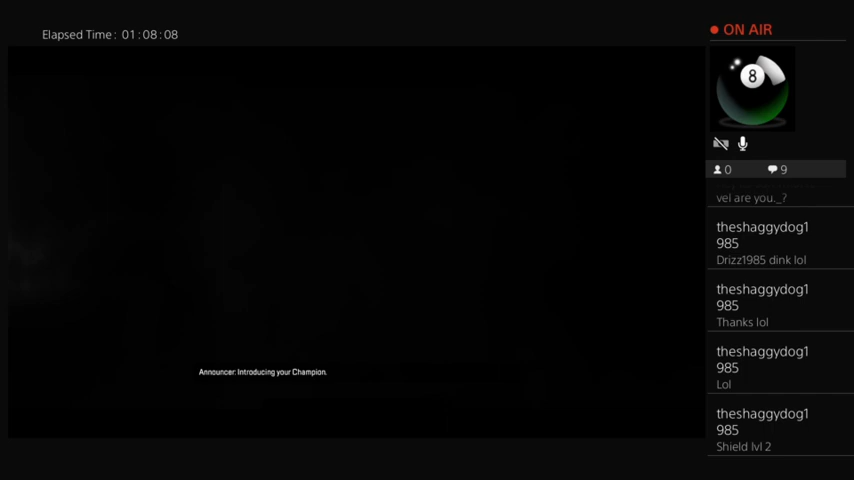 Elapsed Time: 01:08:08
ON AIR
8
0 9
vel are you._?
theshaggydog1
985
Drizz1985 dink lol
theshaggydog1
985
Thanks lol
theshaggydog1
985
Lol
theshaggydog1
985
Shield lvl 2
Announcer: Introducing your Champion.